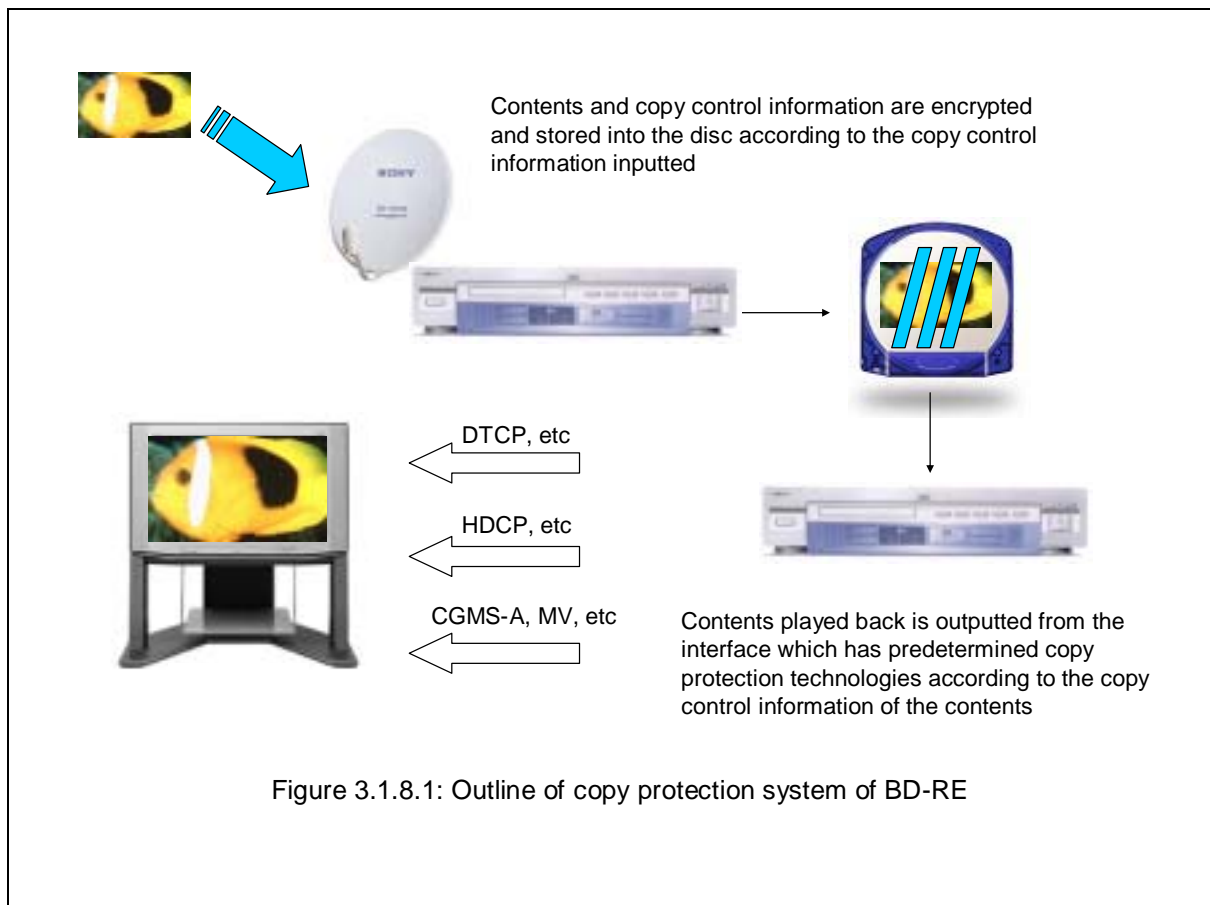 Contents and copy control information are encrypted
and stored into the disc according to the copy control
information inputted
SONY
DTCP, etc
HDCP, etc
CGMS-A, MV, etc
Contents played back is outputted from the
interface which has predetermined copy
protection technologies according to the copy
control information of the contents
Figure 3.1.8.1: Outline of copy protection system of BD-RE